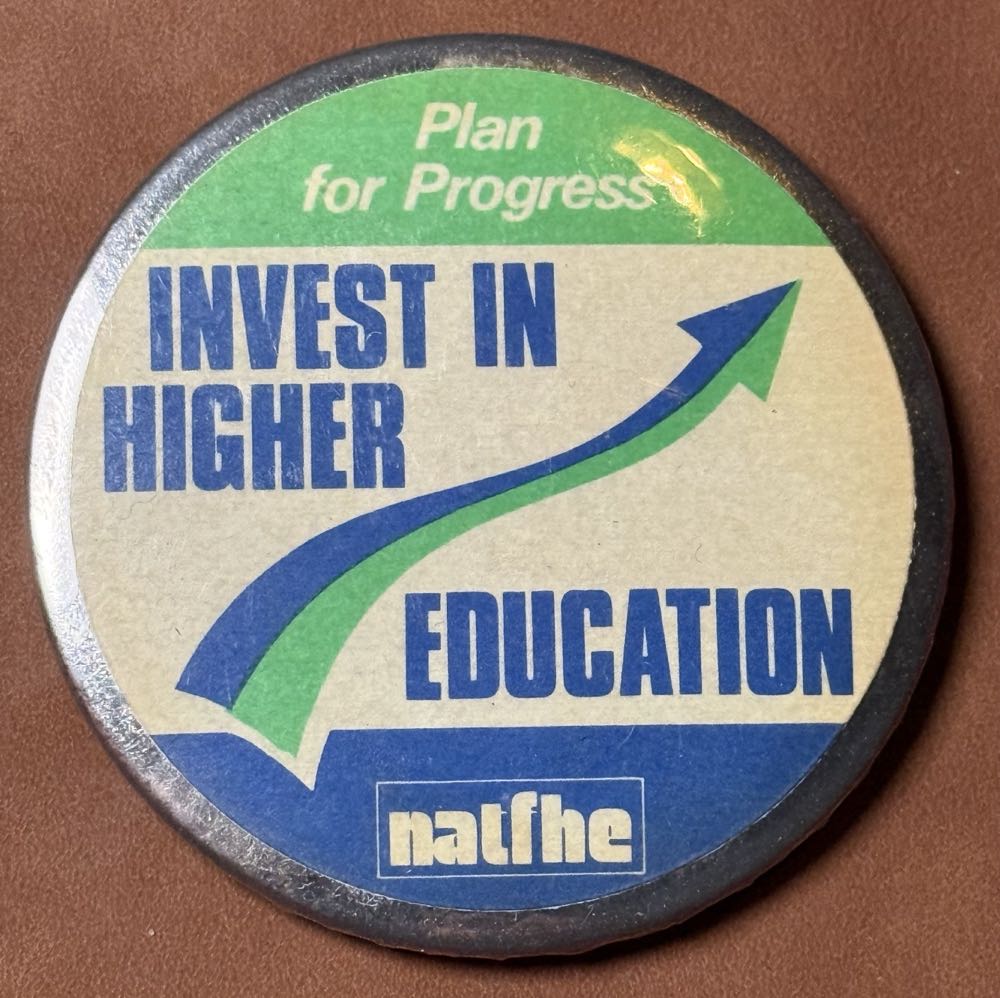 Plan
for Progress
INVEST IN
HIGHER
EDUCATION
natfhe